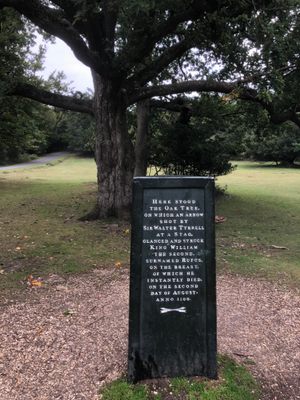 Here stood
the Oak Tree,
on which an arrow
shot by
Sir Walter Tyrrell
at a Stag,
glanced and struck
King William
the Second,
surnamed Rufus,
on the breast,
of which he
instantly died,
on the second
day of August,
anno 1100.